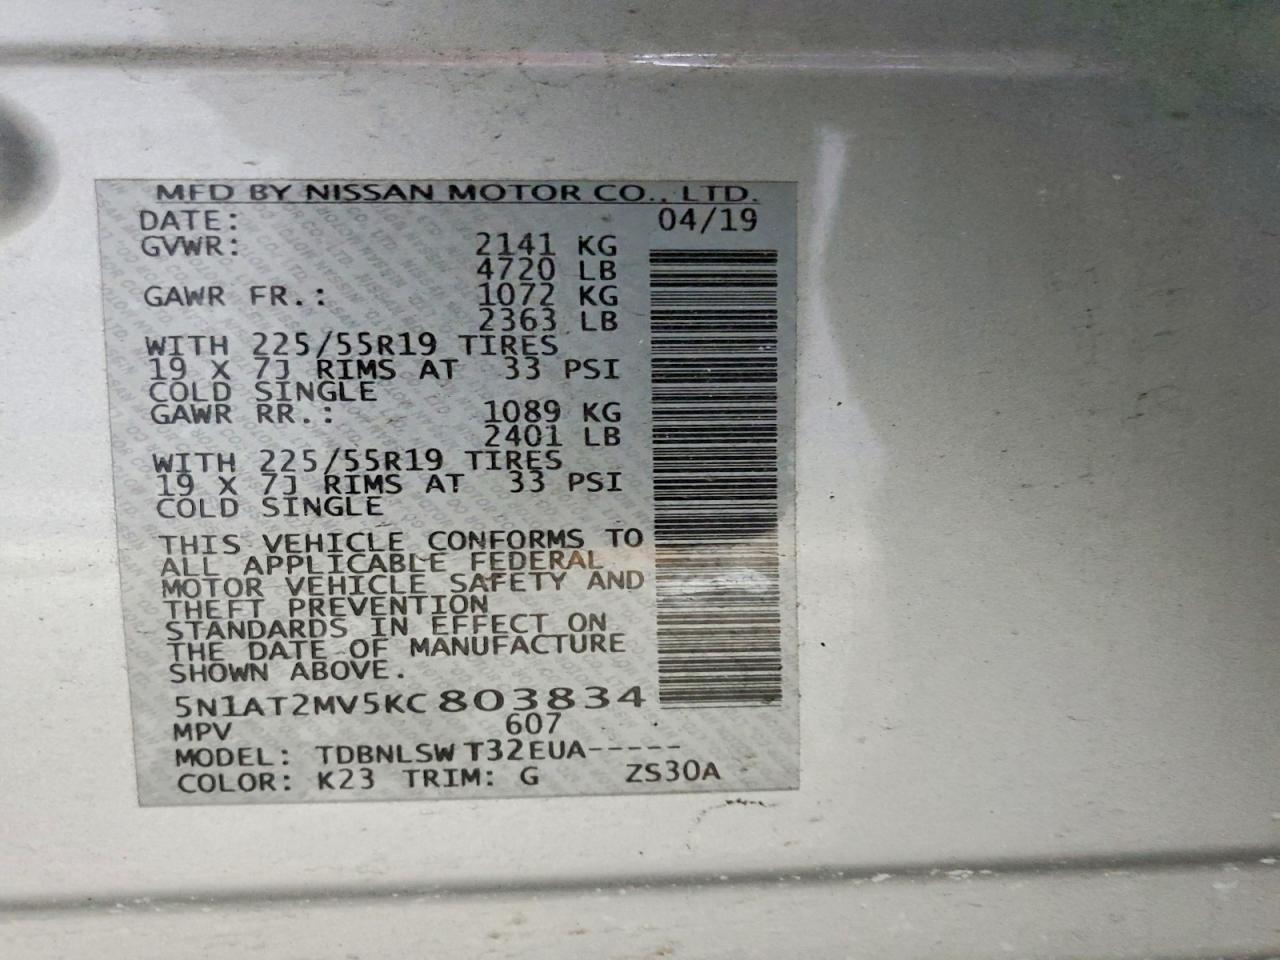 MFD BY NISSAN MOTOR CO., LTD.
DATE: 04/19
GVWR: 2141 KG
4720 LB
GAWR FR.: 1072 KG
2363 LB
WITH 225/55R19 TIRES
19 X 7J RIMS AT 33 PSI
COLD SINGLE
GAWR RR.: 1089 KG
2401 LB
WITH 225/55R19 TIRES
19 X 7J RIMS AT 33 PSI
COLD SINGLE
THIS VEHICLE CONFORMS TO
ALL APPLICABLE FEDERAL
MOTOR VEHICLE SAFETY AND
THEFT PREVENTION
STANDARDS IN EFFECT ON
THE DATE OF MANUFACTURE
SHOWN ABOVE.
5N1AT2MV5KC803834
MPV 607
MODEL: TDBNLSW T32EUA-----
COLOR: K23 TRIM: G ZS30A